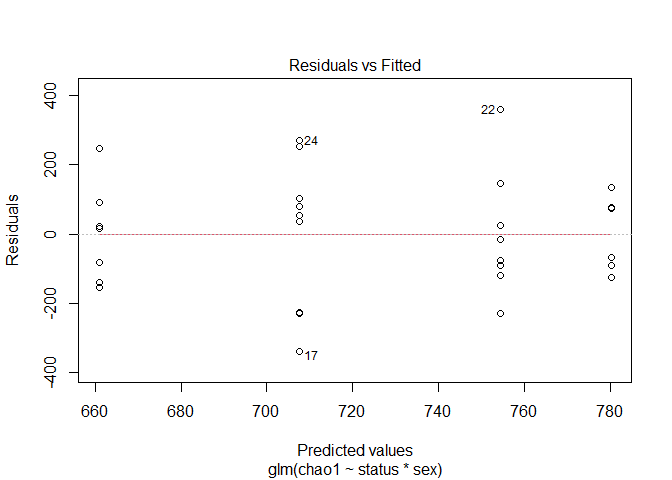 Residuals vs Fitted
400
200
0
-200
-400
Residuals
22
24
17
660 680 700 720 740 760 780
Predicted values
glm(chao1 ~ status * sex)